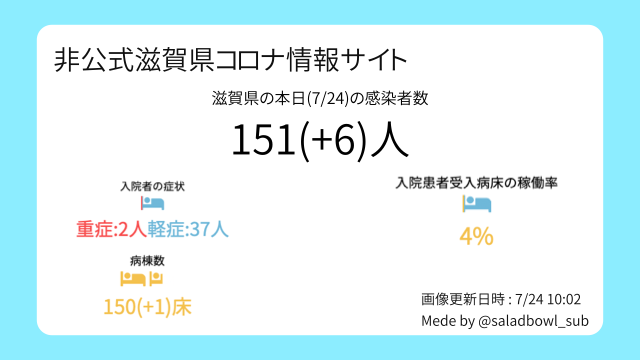 非公式滋賀県コロナ情報サイト
滋賀県の本日(7/24)の感染者数
151(+6)人
入院者の症状
重症:2人軽症:37人
病棟数
150(+1)床
入院患者受入病床の稼働率
4%
画像更新日時 : 7/24 10:02
Mede by @saladbowl_sub